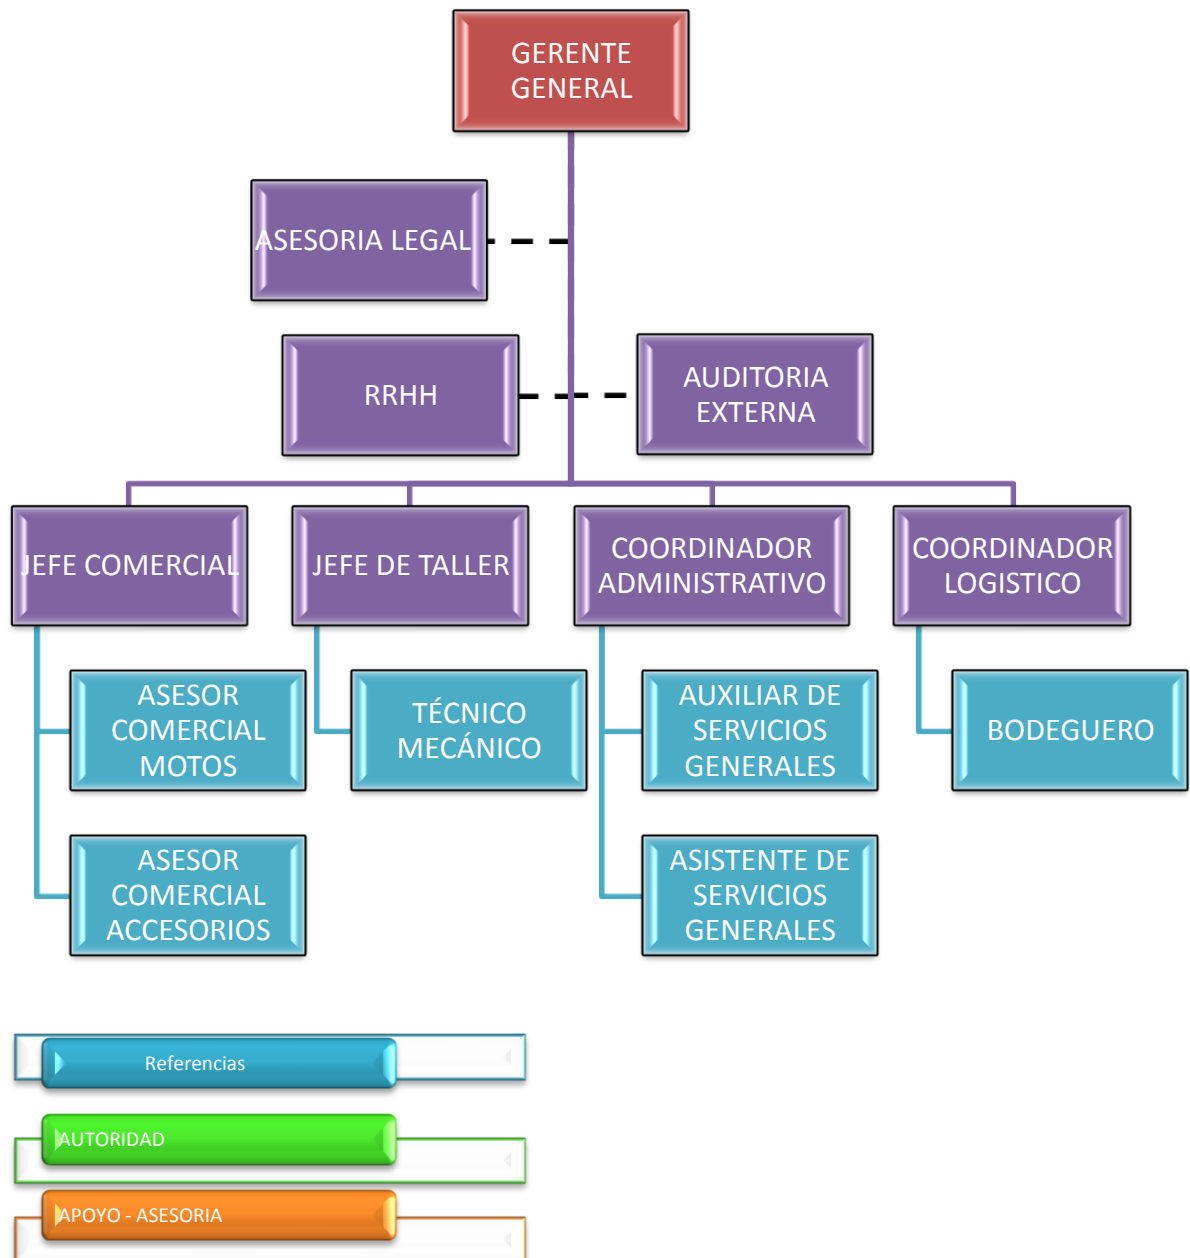 GERENTE
GENERAL
ASESORIA LEGAL
RRHH
AUDITORIA
EXTERNA
JEFE COMERCIAL
JEFE DE TALLER
COORDINADOR
ADMINISTRATIVO
COORDINADOR
LOGISTICO
ASESOR
COMERCIAL
MOTOS
TÉCNICO
MECÁNICO
AUXILIAR DE
SERVICIOS
GENERALES
BODEGUERO
ASESOR
COMERCIAL
ACCESORIOS
ASISTENTE DE
SERVICIOS
GENERALES
Referencias
AUTORIDAD
APOYO - ASESORIA